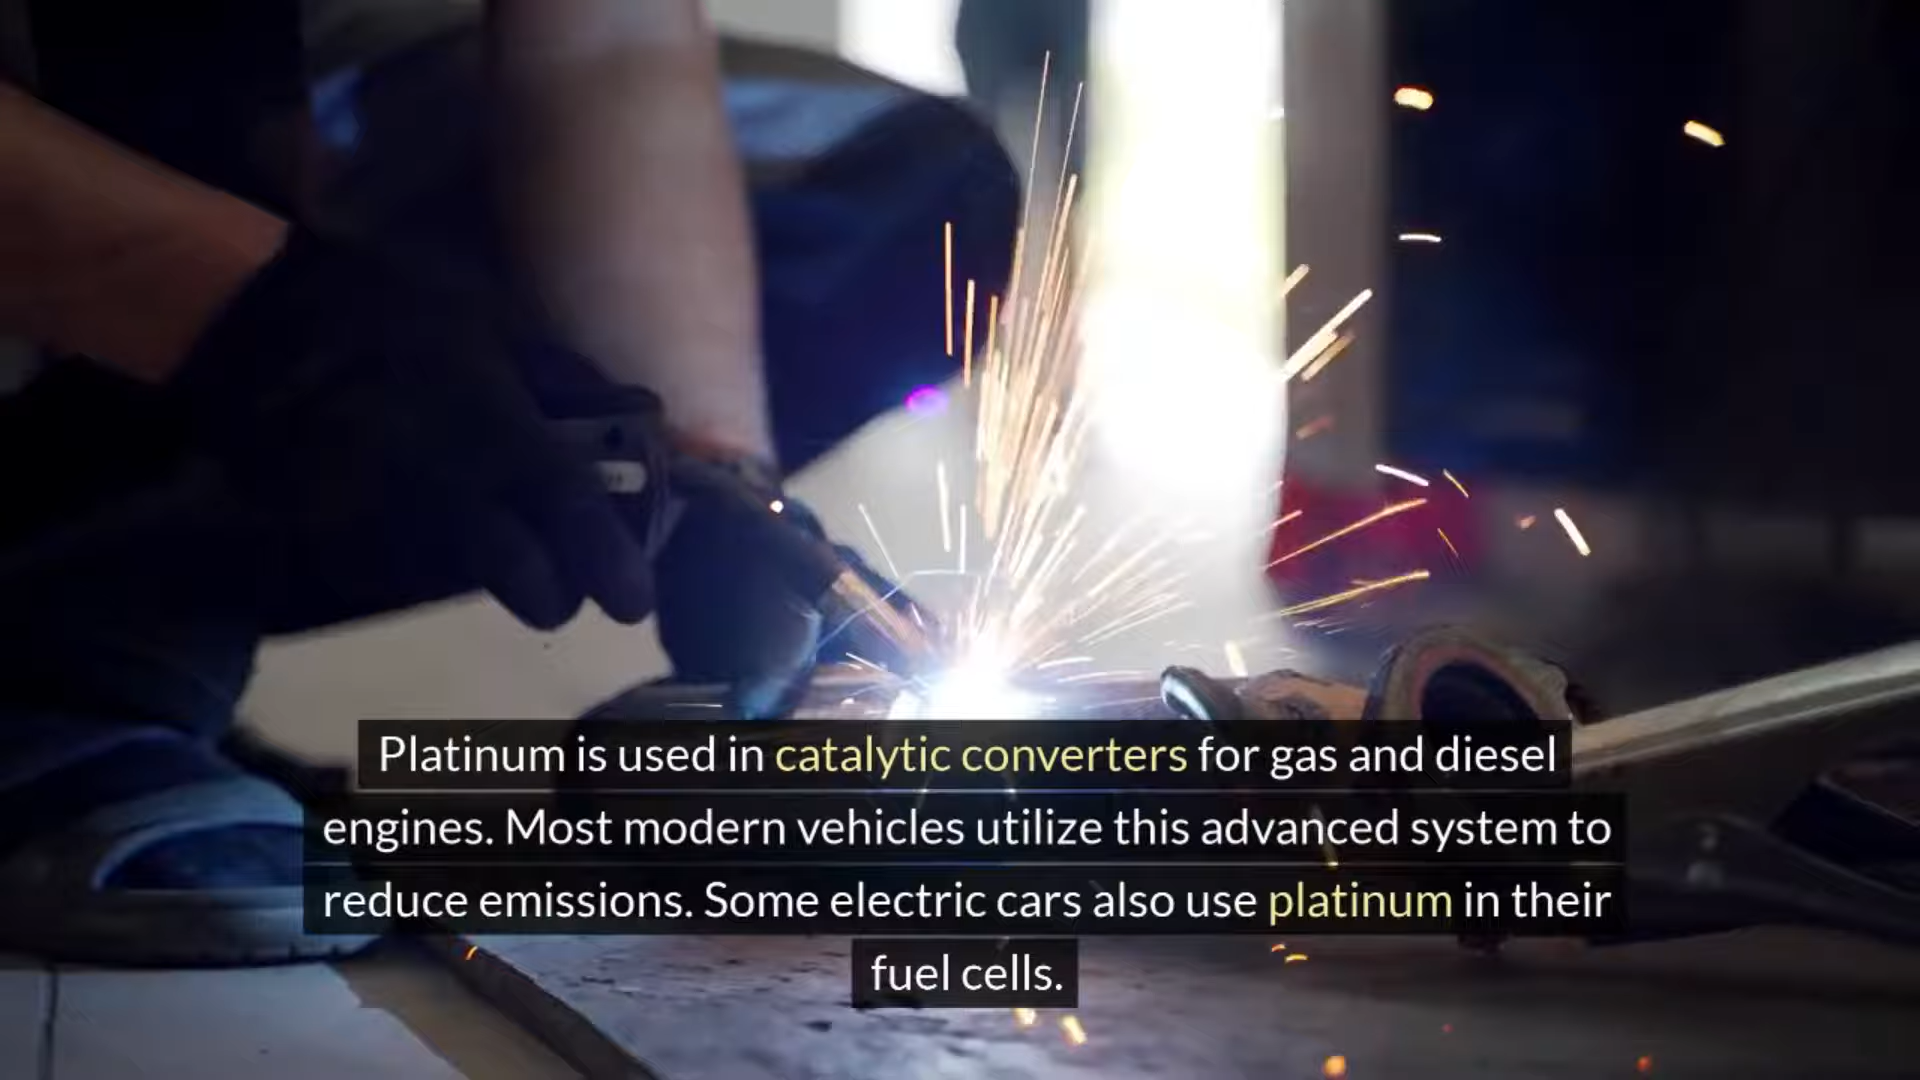 Platinum is used in catalytic converters for gas and diesel
engines. Most modern vehicles utilize this advanced system to
reduce emissions. Some electric cars also use platinum in their
fuel cells.